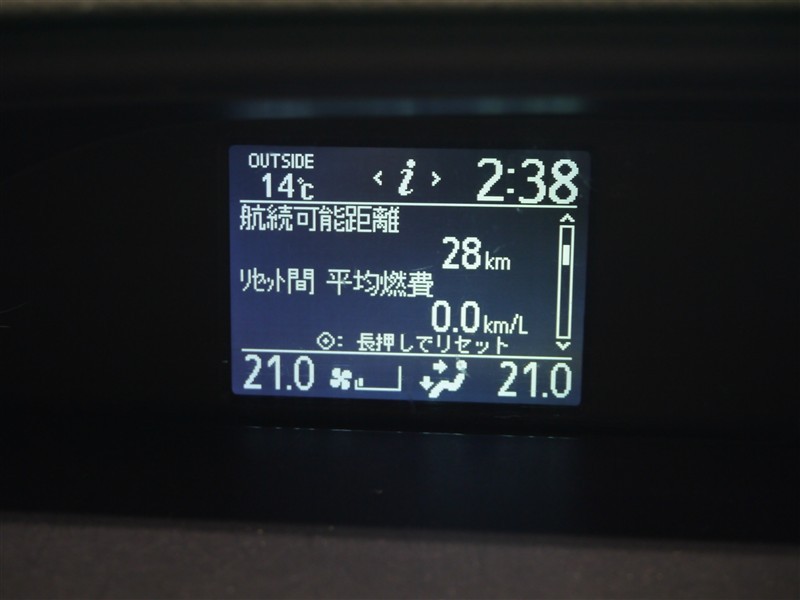 OUTSIDE
14℃ < i > 2:38
航続可能距離
28km
ﾘｾｯﾄ間 平均燃費
0.0km/L
: 長押しでリセット
21.0 21.0